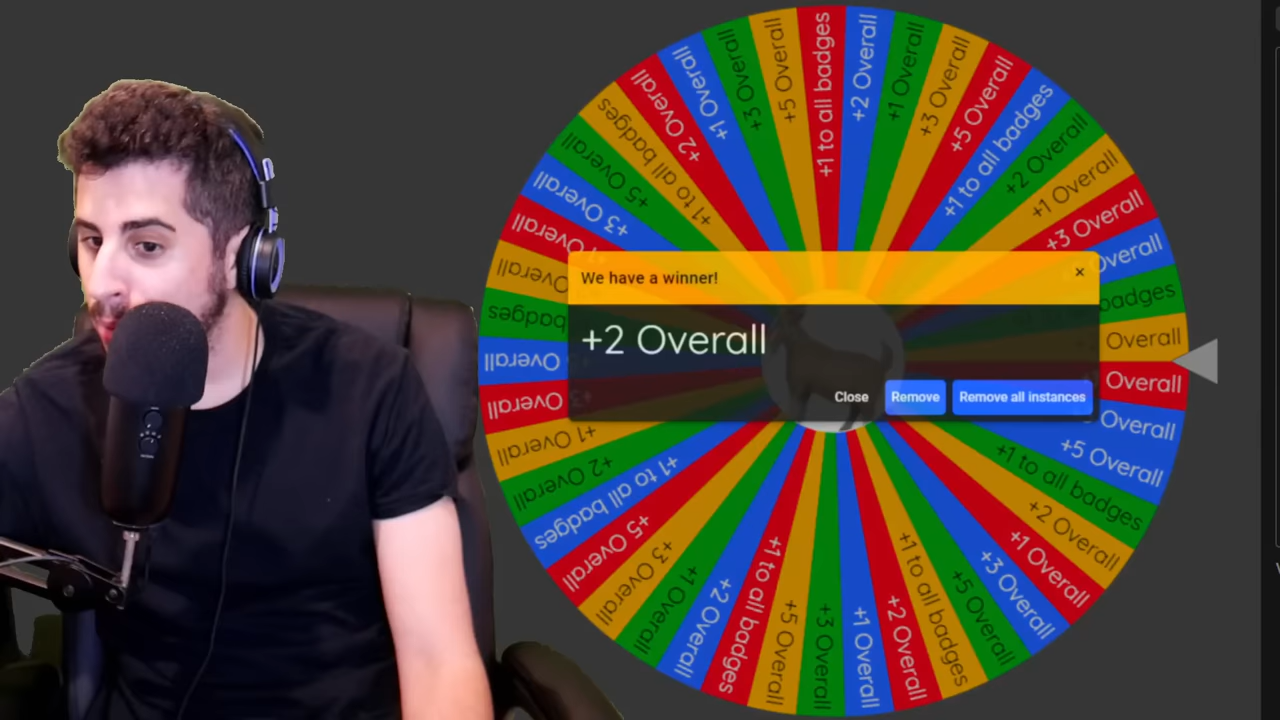 +1 to all badges
+2 Overall
+1 Overall
+3 Overall
+5 Overall
+1 to all badges
+2 Overall
+1 Overall
+3 Overall
Overall
badges
Overall
Overall
Overall
+5 Overall
+1 to all badges
+2 Overall
+1 Overall
+3 Overall
+5 Overall
+1 to all badges
+2 Overall
+1 Overall
+3 Overall
+5 Overall
+1 to all badges
+2 Overall
+1 Overall
+3 Overall
+5 Overall
+1 to all badges
+2 Overall
+1 Overall
Overall
Overall
badges
Overall
+1 Overall
+3 Overall
+5 Overall
+1 to all badges
+2 Overall
+1 Overall
+3 Overall
+5 Overall
We have a winner!
+2 Overall
Close Remove Remove all instances